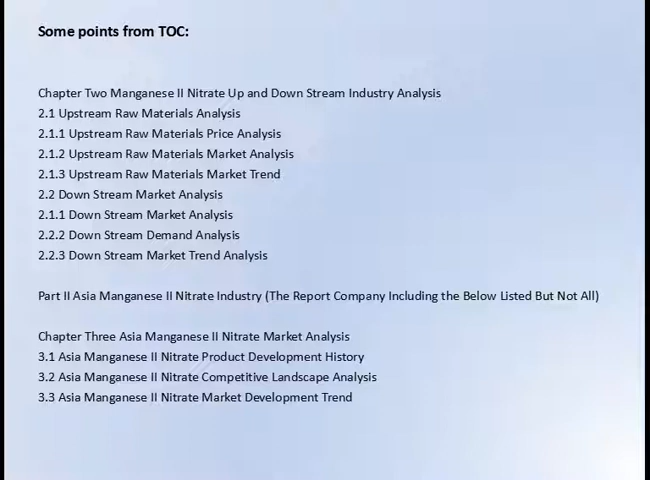 Some points from TOC:
Chapter Two Manganese II Nitrate Up and Down Stream Industry Analysis
2.1 Upstream Raw Materials Analysis
2.1.1 Upstream Raw Materials Price Analysis
2.1.2 Upstream Raw Materials Market Analysis
2.1.3 Upstream Raw Materials Market Trend
2.2 Down Stream Market Analysis
2.1.1 Down Stream Market Analysis
2.2.2 Down Stream Demand Analysis
2.2.3 Down Stream Market Trend Analysis
Part II Asia Manganese II Nitrate Industry (The Report Company Including the Below Listed But Not All)
Chapter Three Asia Manganese II Nitrate Market Analysis
3.1 Asia Manganese II Nitrate Product Development History
3.2 Asia Manganese II Nitrate Competitive Landscape Analysis
3.3 Asia Manganese II Nitrate Market Development Trend